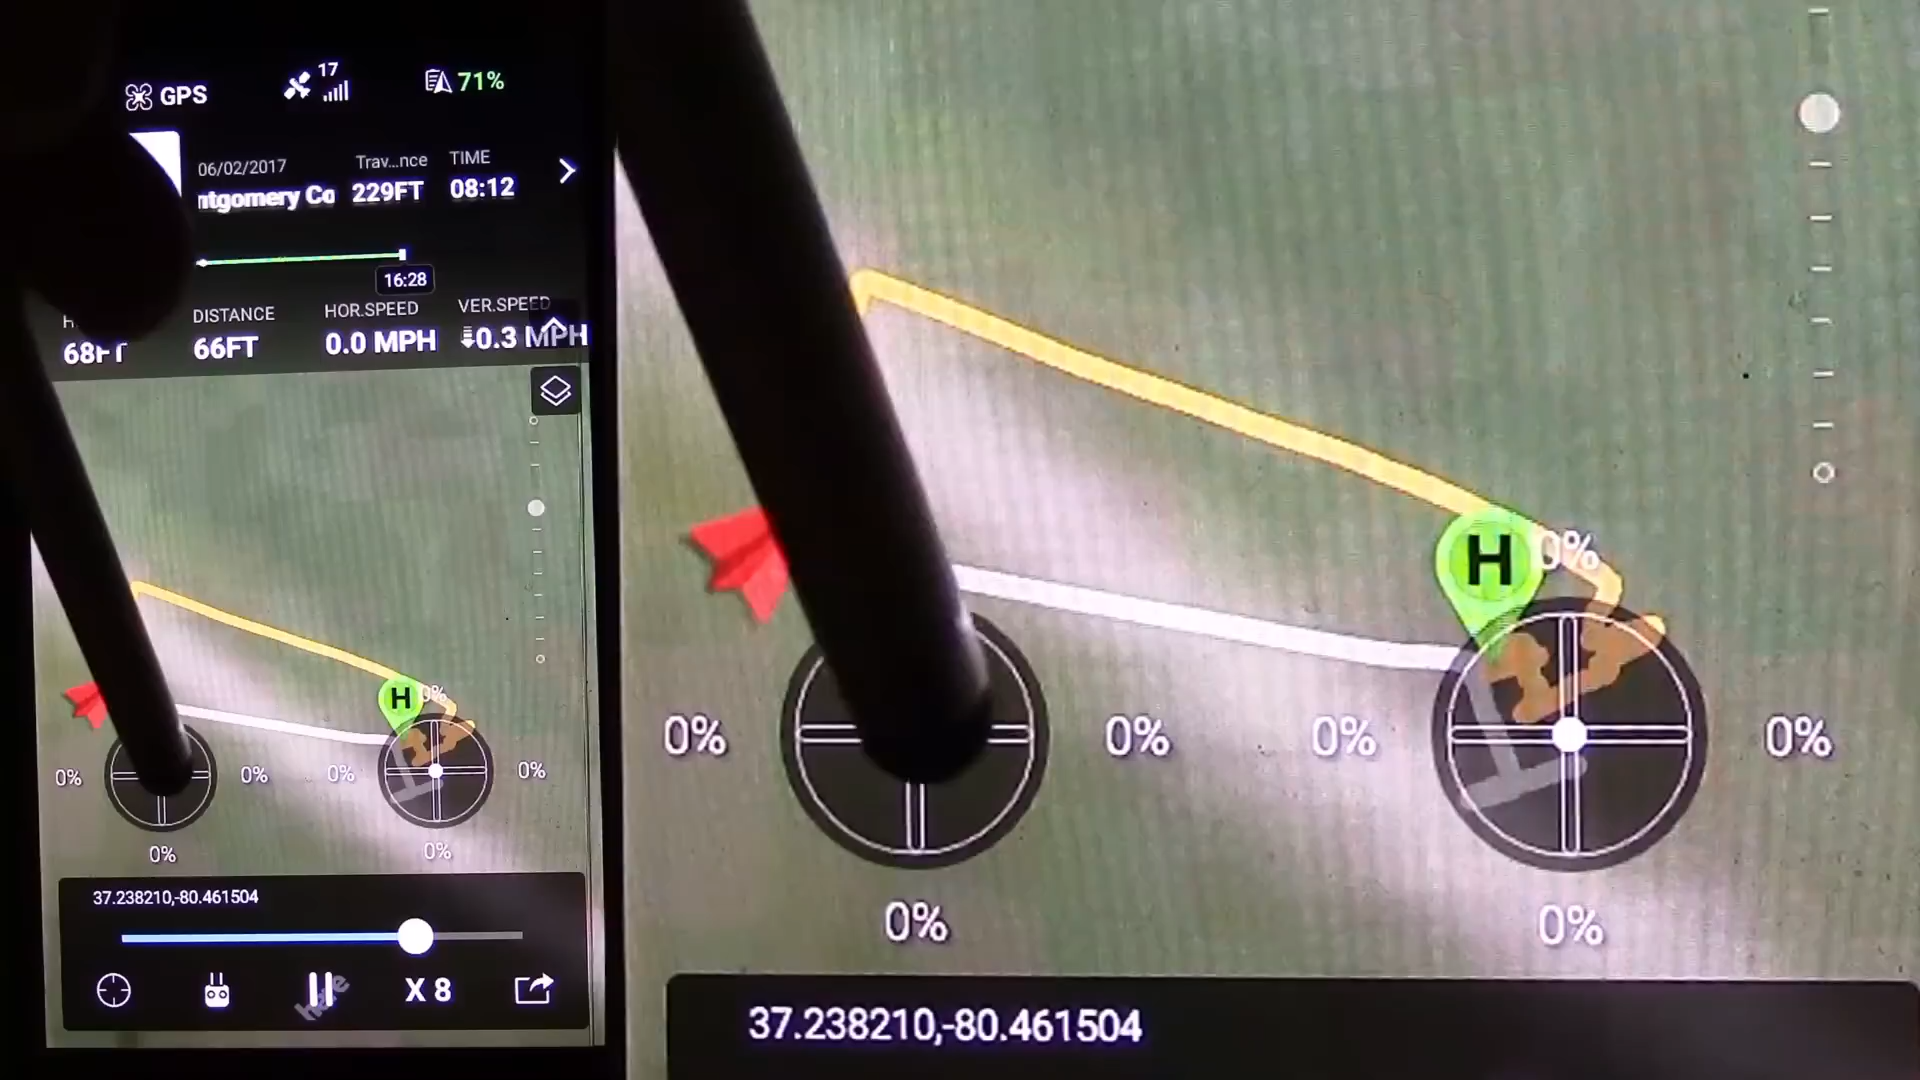 GPS
17
71%
06/02/2017
Trav...nce
TIME
ntgomery Co
229FT
08:12
16:28
DISTANCE
HOR.SPEED
VER.SPEED
68FT
66FT
0.0 MPH
0.3 MPH
H
0%
0%
0%
0%
0%
0%
0%
37.238210,-80.461504
X 8
here
H
0%
0%
0%
0%
0%
0%
0%
37.238210,-80.461504